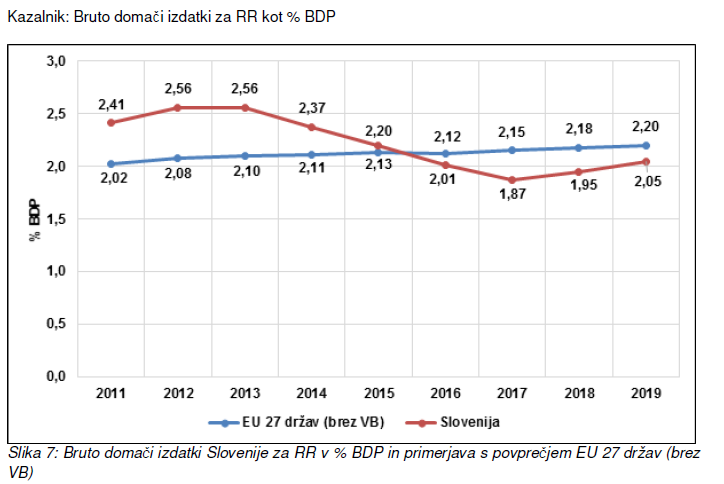 Kazalnik: Bruto domači izdatki za RR kot % BDP
% BDP
3,0
2,5
2,0
1,5
1,0
0,5
0,0
2,41 2,56 2,56 2,37 2,20 2,12 2,15 2,18 2,20
2,02 2,08 2,10 2,11 2,13 2,01 1,87 1,95 2,05
2011 2012 2013 2014 2015 2016 2017 2018 2019
EU 27 držav (brez VB) Slovenija
Slika 7: Bruto domači izdatki Slovenije za RR v % BDP in primerjava s povprečjem EU 27 držav (brez
VB)